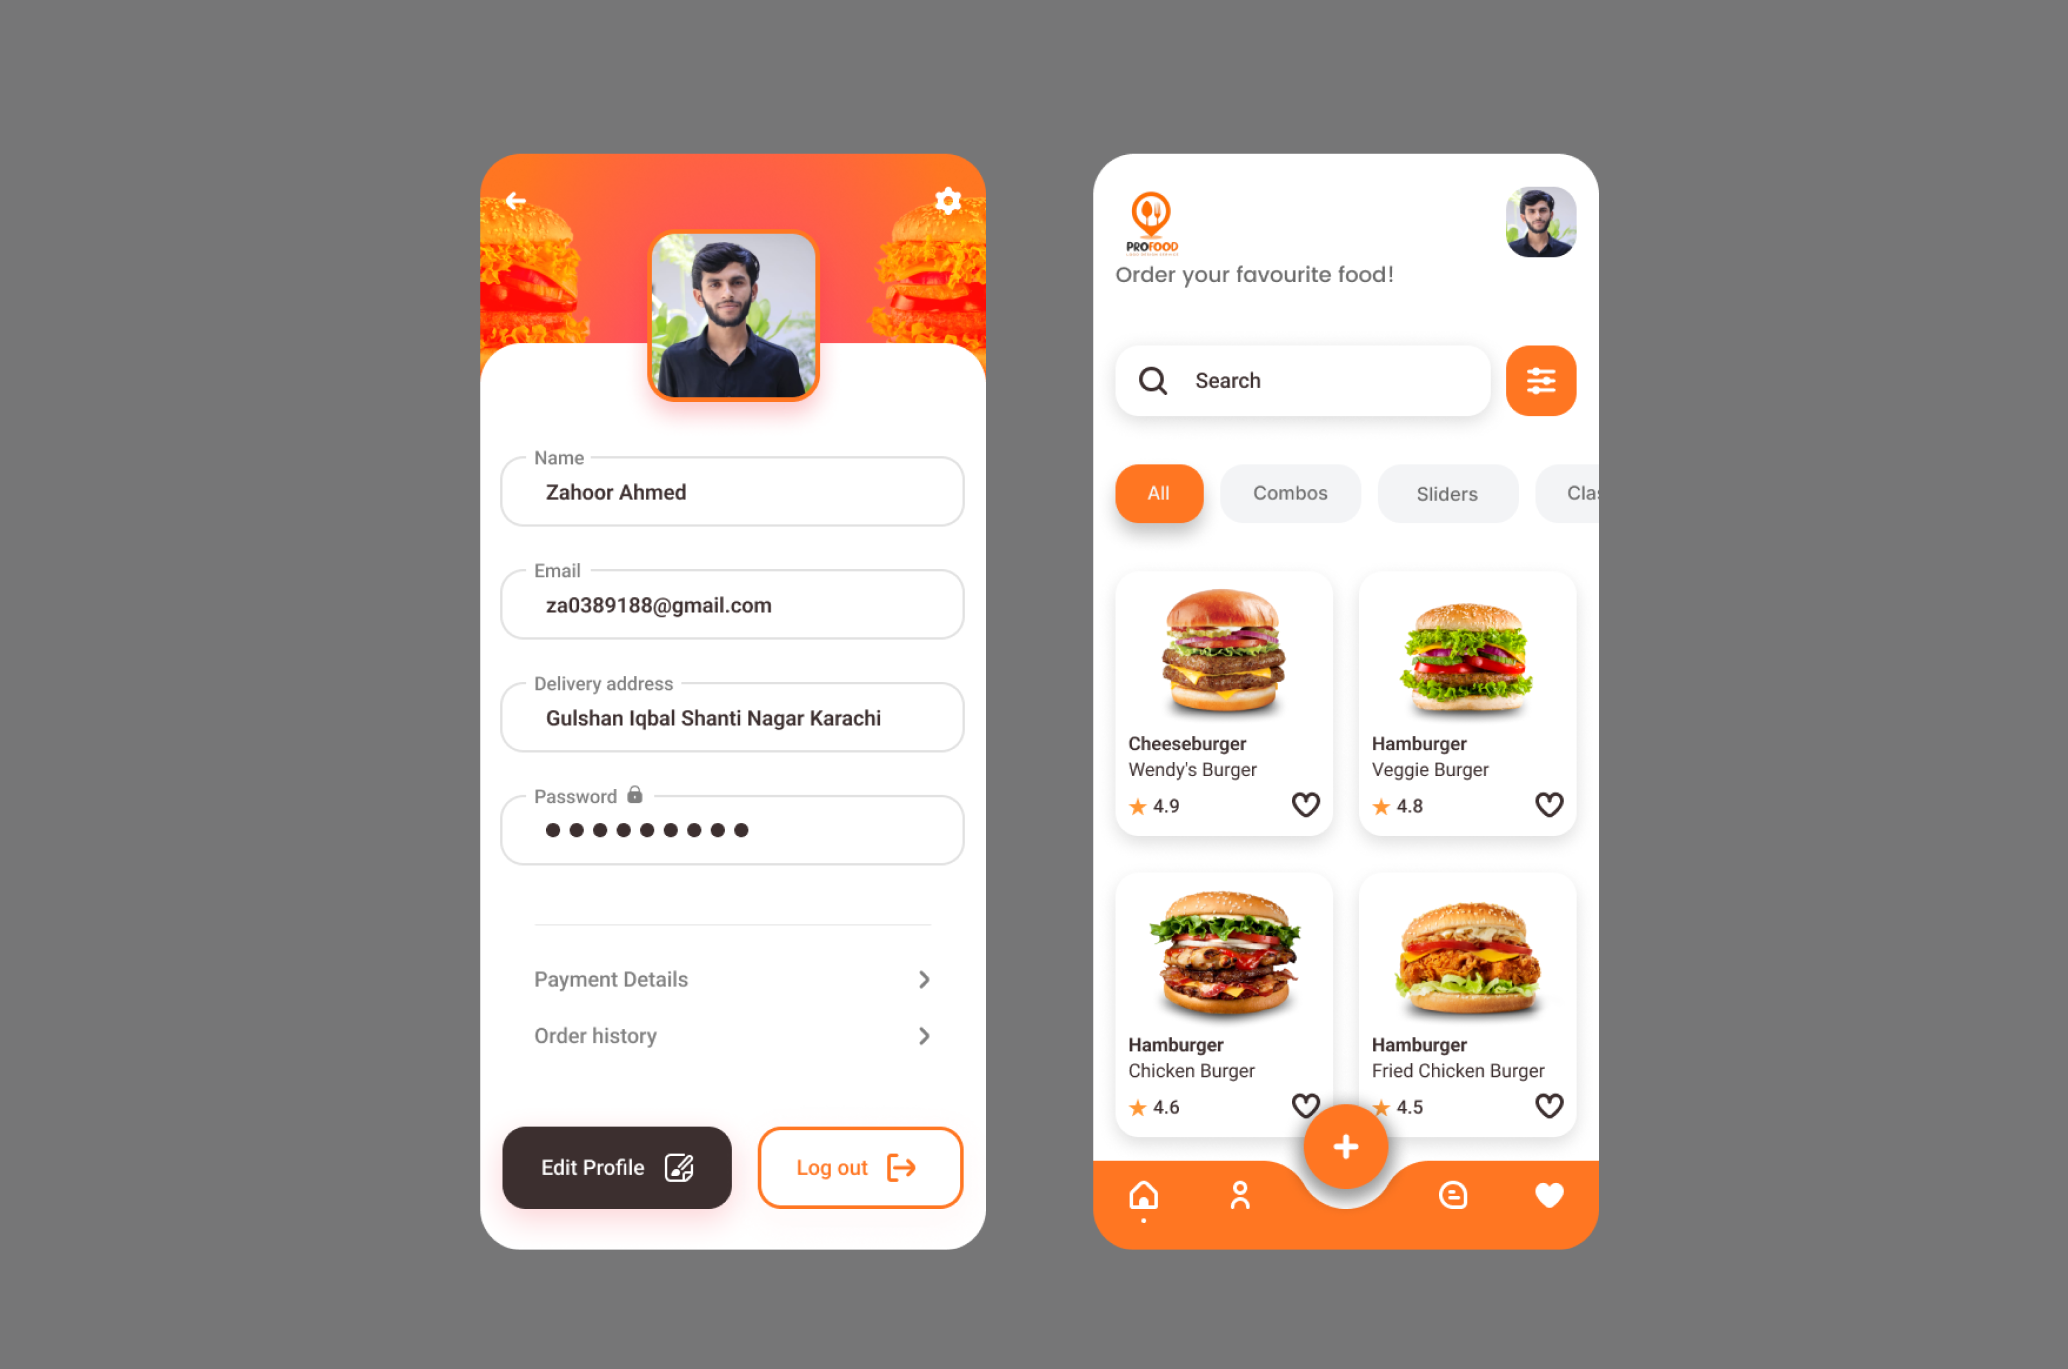 Name
Zahoor Ahmed
Email
za0389188@gmail.com
Delivery address
Gulshan Iqbal Shanti Nagar Karachi
Password
Payment Details
Order history
Edit Profile
Log out
PROFOOD
Order your favourite food!
Search
All
Combos
Sliders
Clas
Cheeseburger
Wendy's Burger
4.9
Hamburger
Veggie Burger
4.8
Hamburger
Chicken Burger
4.6
Hamburger
Fried Chicken Burger
4.5